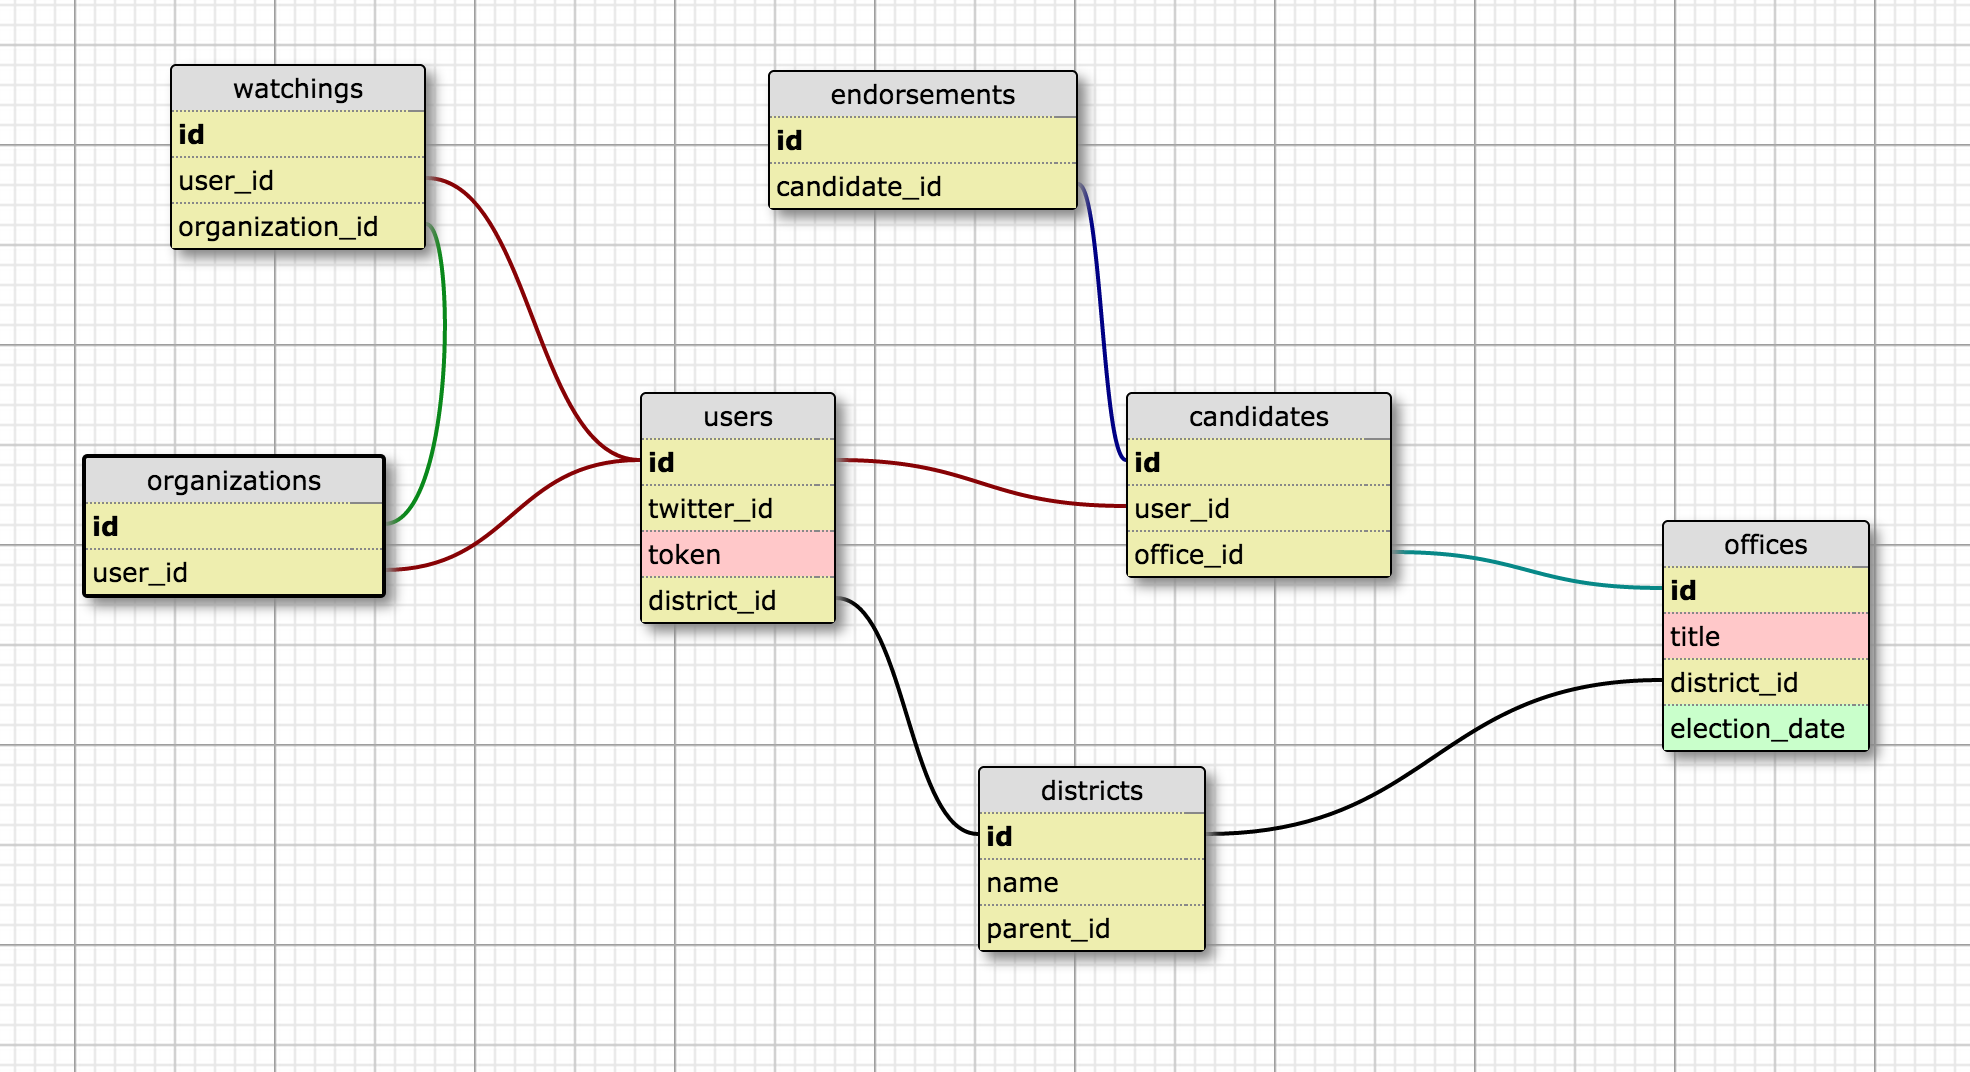 watchings
id
user_id
organization_id
endorsements
id
candidate_id
organizations
id
user_id
users
id
twitter_id
token
district_id
candidates
id
user_id
office_id
offices
id
title
district_id
election_date
districts
id
name
parent_id